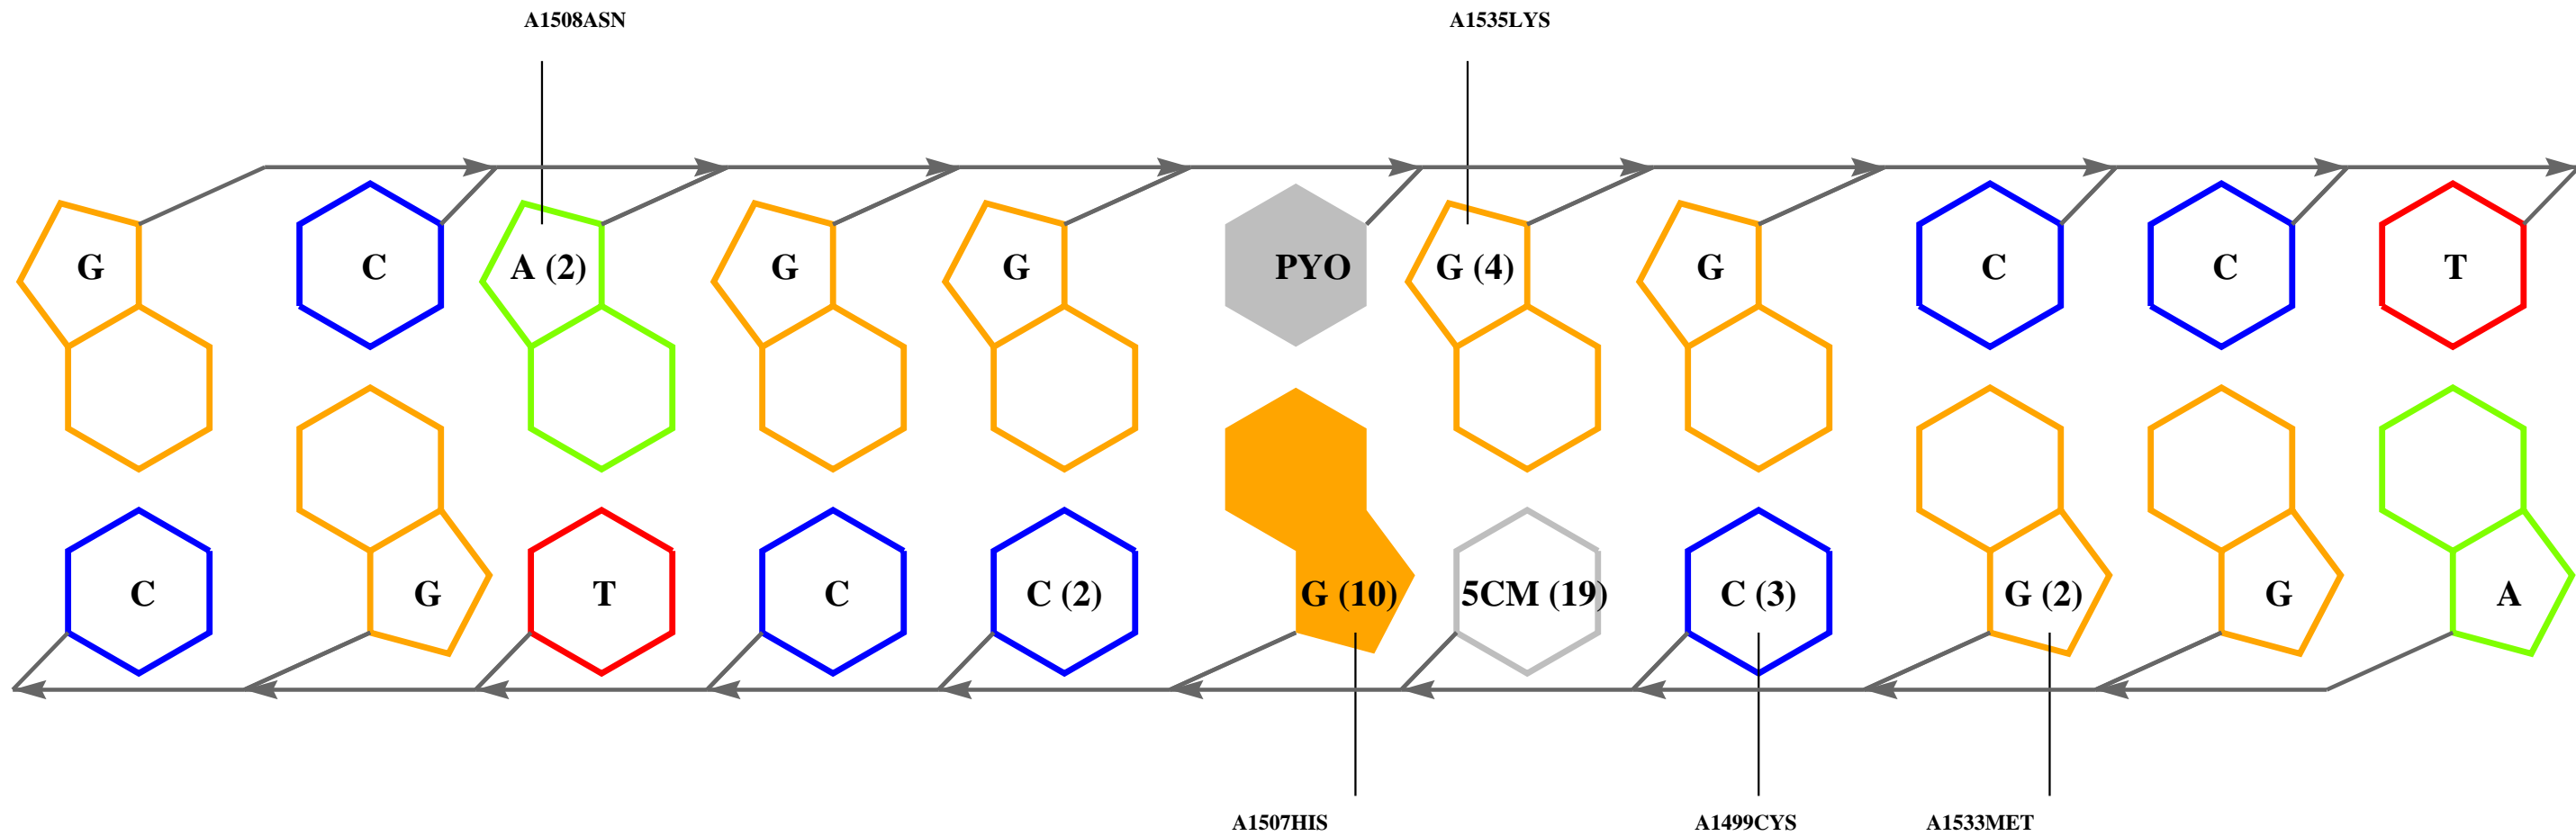 A1508ASN A1535LYS
G C A (2) G G PYO G (4) G C C T
C G T C C (2) G (10) 5CM (19) C (3) G (2) G A
A1507HIS A1499CYS A1533MET